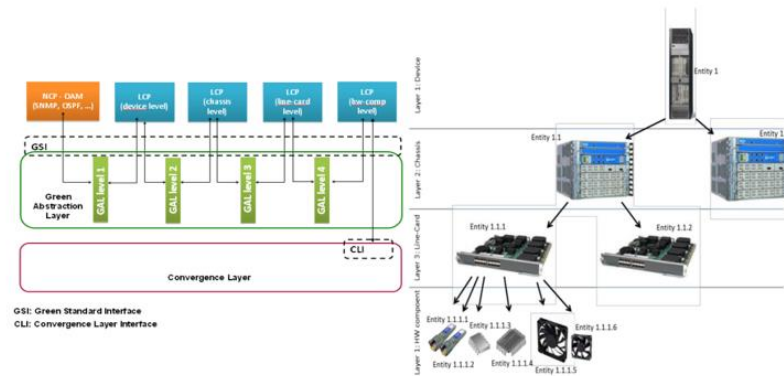 NCP - OAM
(SNMP, OSPF, ...)
LCP
(device level)
LCP
(chassis
level)
LCP
(line-card
level)
LCP
(hw-comp
level)
GSI
GAL level 1
GAL level 2
GAL level 3
GAL level 4
Green
Abstraction
Layer
CLI
Convergence Layer
GSI: Green Standard Interface
CLI: Convergence Layer Interface
Layer 1: Device
Entity 1
Layer 2: Chassis
Entity 1.1
Entity 1
Layer 3: Line-Card
Entity 1.1.1
Entity 1.1.2
Layer 1: HW compoent
Entity 1.1.1.1
Entity 1.1.1.2
Entity 1.1.1.3
Entity 1.1.1.4
Entity 1.1.1.5
Entity 1.1.1.6